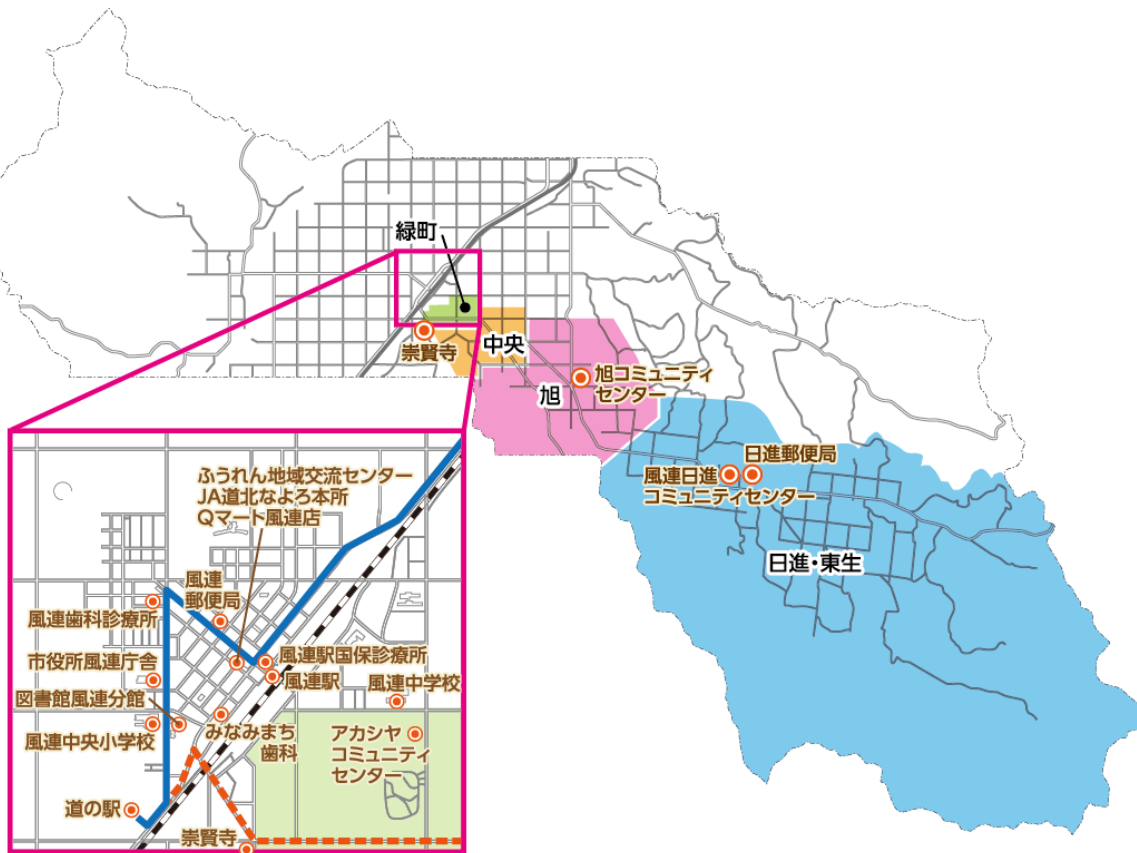 緑町
崇賢寺
中央
旭コミュニティ
センター
旭
日進郵便局
風連日進
コミュニティセンター
日進・東生
ふうれん地域交流センター
JA道北なよろ本所
Qマート風連店
風連
郵便局
風連歯科診療所
市役所風連庁舎
風連駅国保診療所
風連駅
風連中学校
図書館風連分館
風連中央小学校
みなみまち
歯科
アカシヤ
コミュニティ
センター
道の駅
崇賢寺